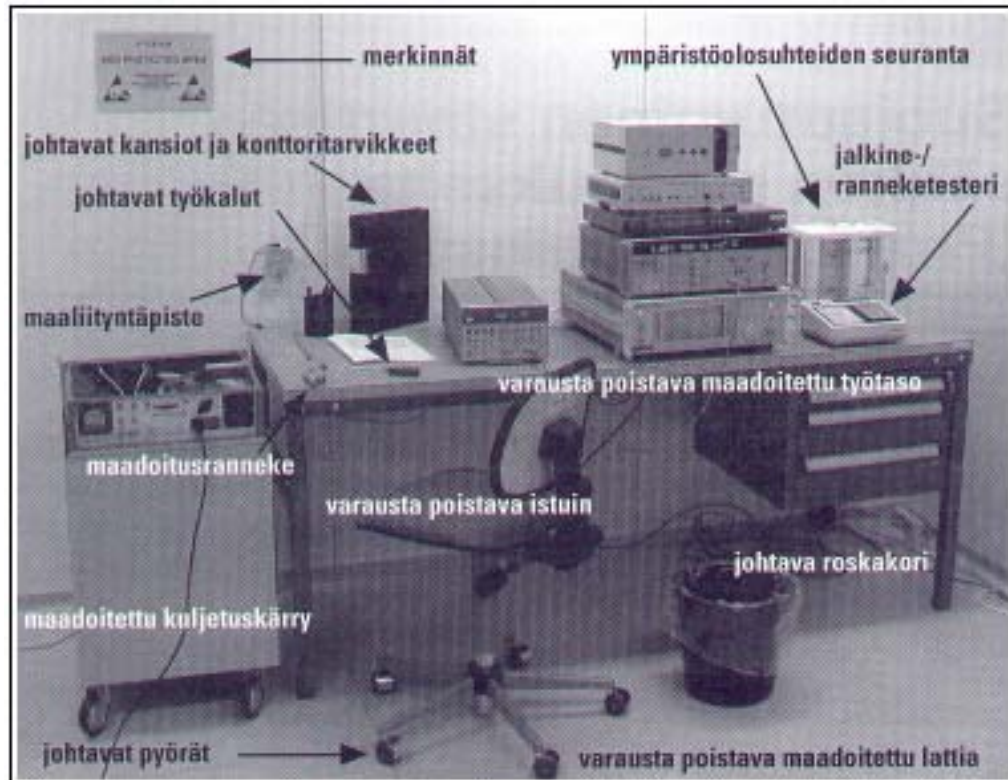 merkinnät
ympäristöolosuhteiden seuranta
johtavat kansiot ja konttoritarvikkeet
jalkine-/
ranneketesteri
johtavat työkalut
maaliityntäpiste
varausta poistava maadoitettu työtaso
maadoitusranneke
varausta poistava istuin
johtava roskakori
maadoitettu kuljetuskärry
johtavat pyörät
varausta poistava maadoitettu lattia